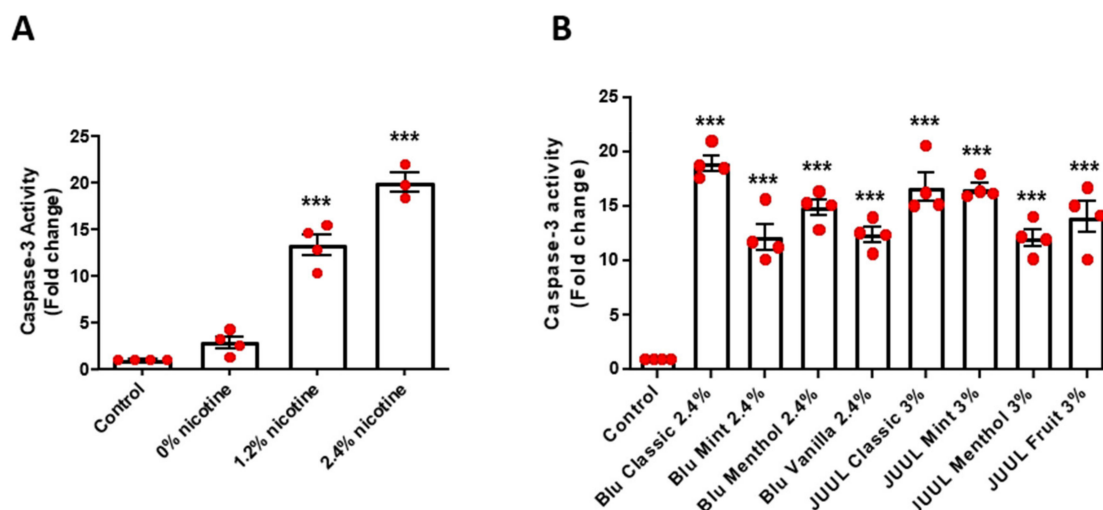 A
Caspase-3 Activity
(Fold change)
25
20
15
10
5
0
***
***
Control
0% nicotine
1.2% nicotine
2.4% nicotine
B
Caspase-3 activity
(Fold change)
25
20
15
10
5
0
***
***
***
***
***
***
***
***
Control
Blu Classic 2.4%
Blu Mint 2.4%
Blu Menthol 2.4%
Blu Vanilla 2.4%
JUUL Classic 3%
JUUL Mint 3%
JUUL Menthol 3%
JUUL Fruit 3%